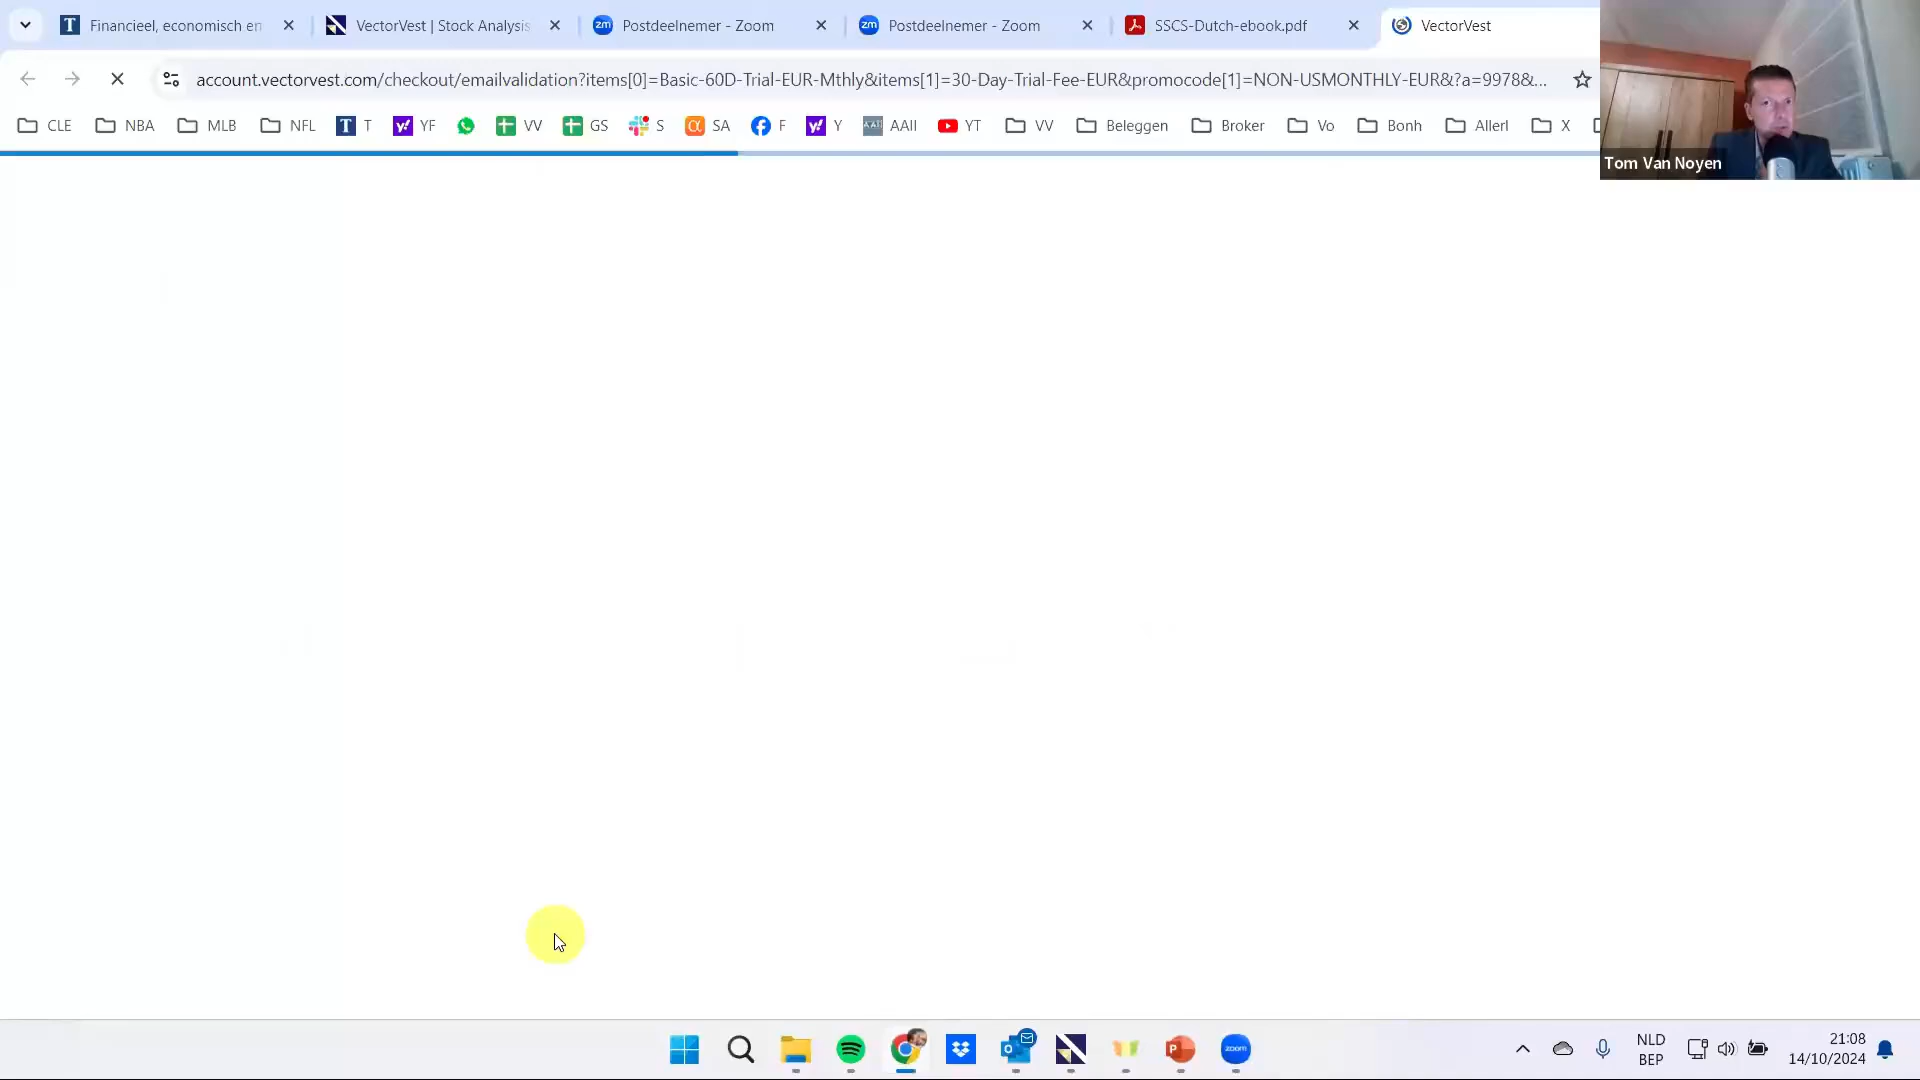 Financieel, economisch en
VectorVest | Stock Analysis
Postdeelnemer - Zoom
Postdeelnemer - Zoom
SSCS-Dutch-ebook.pdf
VectorVest
account.vectorvest.com/checkout/emailvalidation?items[0]=Basic-60D-Trial-EUR-Mthly&items[1]=30-Day-Trial-Fee-EUR&promocode[1]=NON-USMONTHLY-EUR&?a=9978&...
CLE NBA MLB NFL T YF VV GS S SA F Y AAII YT VV Beleggen Broker Vo Bonh Allerl X
Tom Van Noyen
zoom
NLD
BEP
21:08
14/10/2024